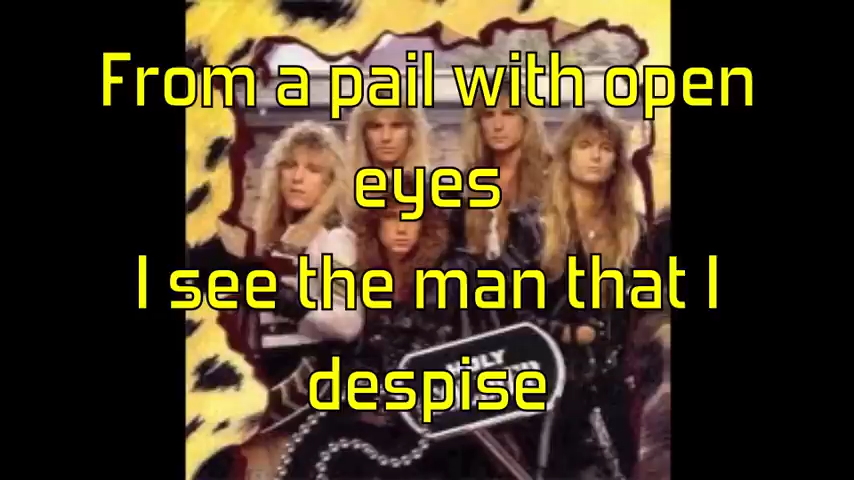 From a pail with open
eyes
I see the man that I
despise